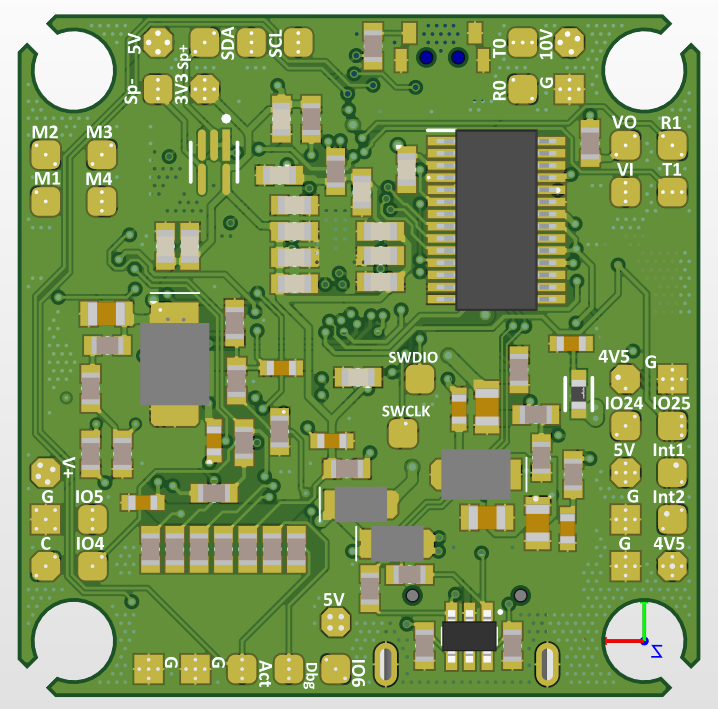 5V
Sp+
SDA
SCL
T0
10V
Sp-
3V3
R0
G
M2
M3
VO
R1
M1
M4
VI
T1
SWDIO
4V5
G
SWCLK
IO24
IO25
V+
5V
Int1
G
IO5
G
Int2
C
IO4
G
4V5
5V
Z
G
G
Act
Dbg
IO6